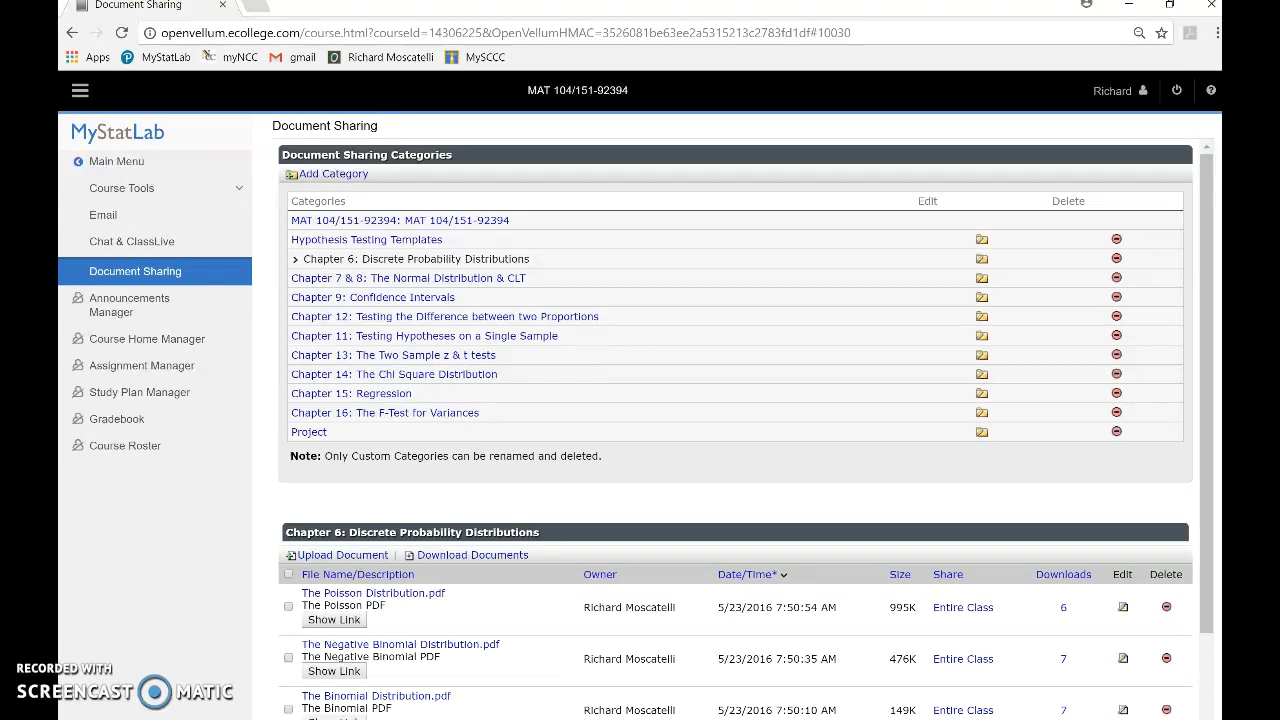 Document Sharing
openvellum.ecollege.com/course.html?courseId=14306225&OpenvellumHMAC=3526081be63ee2a5315213c2783fd1df#10030
Apps MyStatLab myNCC gmail Richard Moscatelli MySCCC
MAT 104/151-92394
Richard
MyStatLab
Main Menu
Course Tools
Email
Chat & ClassLive
Document Sharing
Announcements
Manager
Course Home Manager
Assignment Manager
Study Plan Manager
Gradebook
Course Roster
Document Sharing
Document Sharing Categories
Add Category
Categories Edit Delete
MAT 104/151-92394: MAT 104/151-92394
Hypothesis Testing Templates
Chapter 6: Discrete Probability Distributions
Chapter 7 & 8: The Normal Distribution & CLT
Chapter 9: Confidence Intervals
Chapter 12: Testing the Difference between two Proportions
Chapter 11: Testing Hypotheses on a Single Sample
Chapter 13: The Two Sample z & t tests
Chapter 14: The Chi Square Distribution
Chapter 15: Regression
Chapter 16: The F-Test for Variances
Project
Note: Only Custom Categories can be renamed and deleted.
Chapter 6: Discrete Probability Distributions
Upload Document | Download Documents
File Name/Description Owner Date/Time* Size Share Downloads Edit Delete
The Poisson Distribution.pdf
The Poisson PDF Richard Moscatelli 5/23/2016 7:50:54 AM 995K Entire Class 6
Show Link
The Negative Binomial Distribution.pdf
The Negative Binomial PDF Richard Moscatelli 5/23/2016 7:50:35 AM 476K Entire Class 7
Show Link
The Binomial Distribution.pdf
The Binomial PDF Richard Moscatelli 5/23/2016 7:50:10 AM 149K Entire Class 7
RECORDED WITH
SCREENCAST MATIC